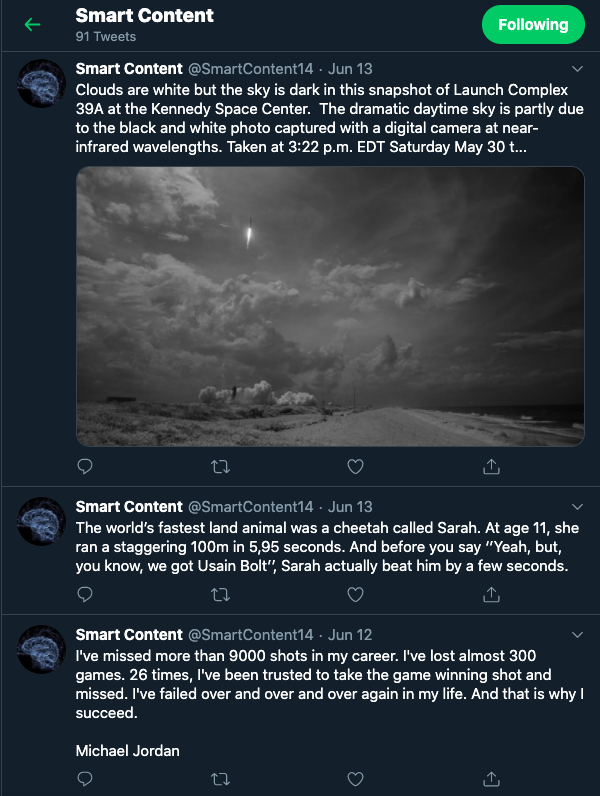 Smart Content
91 Tweets
Following
Smart Content @SmartContent14 · Jun 13
Clouds are white but the sky is dark in this snapshot of Launch Complex
39A at the Kennedy Space Center.  The dramatic daytime sky is partly due
to the black and white photo captured with a digital camera at near-
infrared wavelengths. Taken at 3:22 p.m. EDT Saturday May 30 t...
Smart Content @SmartContent14 · Jun 13
The world’s fastest land animal was a cheetah called Sarah. At age 11, she
ran a staggering 100m in 5,95 seconds. And before you say ‘’Yeah, but,
you know, we got Usain Bolt’’, Sarah actually beat him by a few seconds.
Smart Content @SmartContent14 · Jun 12
I've missed more than 9000 shots in my career. I've lost almost 300
games. 26 times, I've been trusted to take the game winning shot and
missed. I've failed over and over and over again in my life. And that is why I
succeed.
Michael Jordan